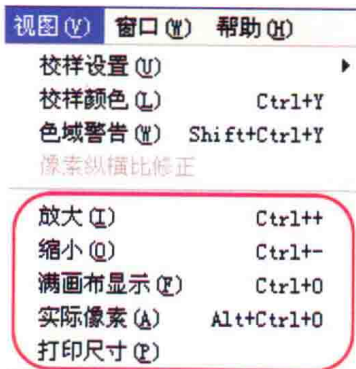 视图(V) 窗口(W) 帮助(H)
校样设置(U)
校样颜色(L) Ctrl+Y
色域警告(W) Shift+Ctrl+Y
像素纵横比修正
放大(I) Ctrl++
缩小(O) Ctrl+-
满画布显示(F) Ctrl+0
实际像素(A) Alt+Ctrl+0
打印尺寸(P)